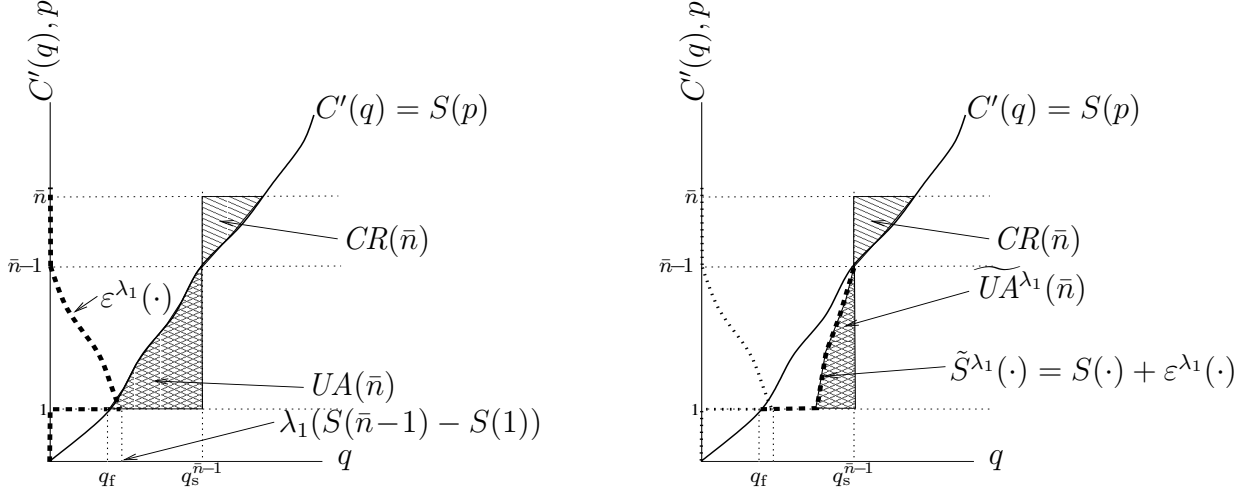 C′(q), p
C′(q) = S(p)
n̄
CR(n̄)
n̄−1
ε^{λ₁}(·)
UA(n̄)
1
λ₁(S(n̄−1) − S(1))
q_f
q_s^{n̄−1}
q
C′(q), p
C′(q) = S(p)
n̄
CR(n̄)
n̄−1
\widetilde{UA}^{λ₁}(n̄)
S̃^{λ₁}(·) = S(·) + ε^{λ₁}(·)
1
q_f
q_s^{n̄−1}
q